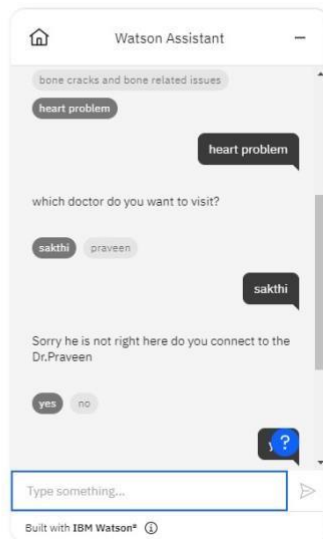 Watson Assistant
bone cracks and bone related issues
heart problem
heart problem
which doctor do you want to visit?
sakthi praveen
sakthi
Sorry he is not right here do you connect to the
Dr.Praveen
yes no
?
Type something...
Built with IBM Watson®